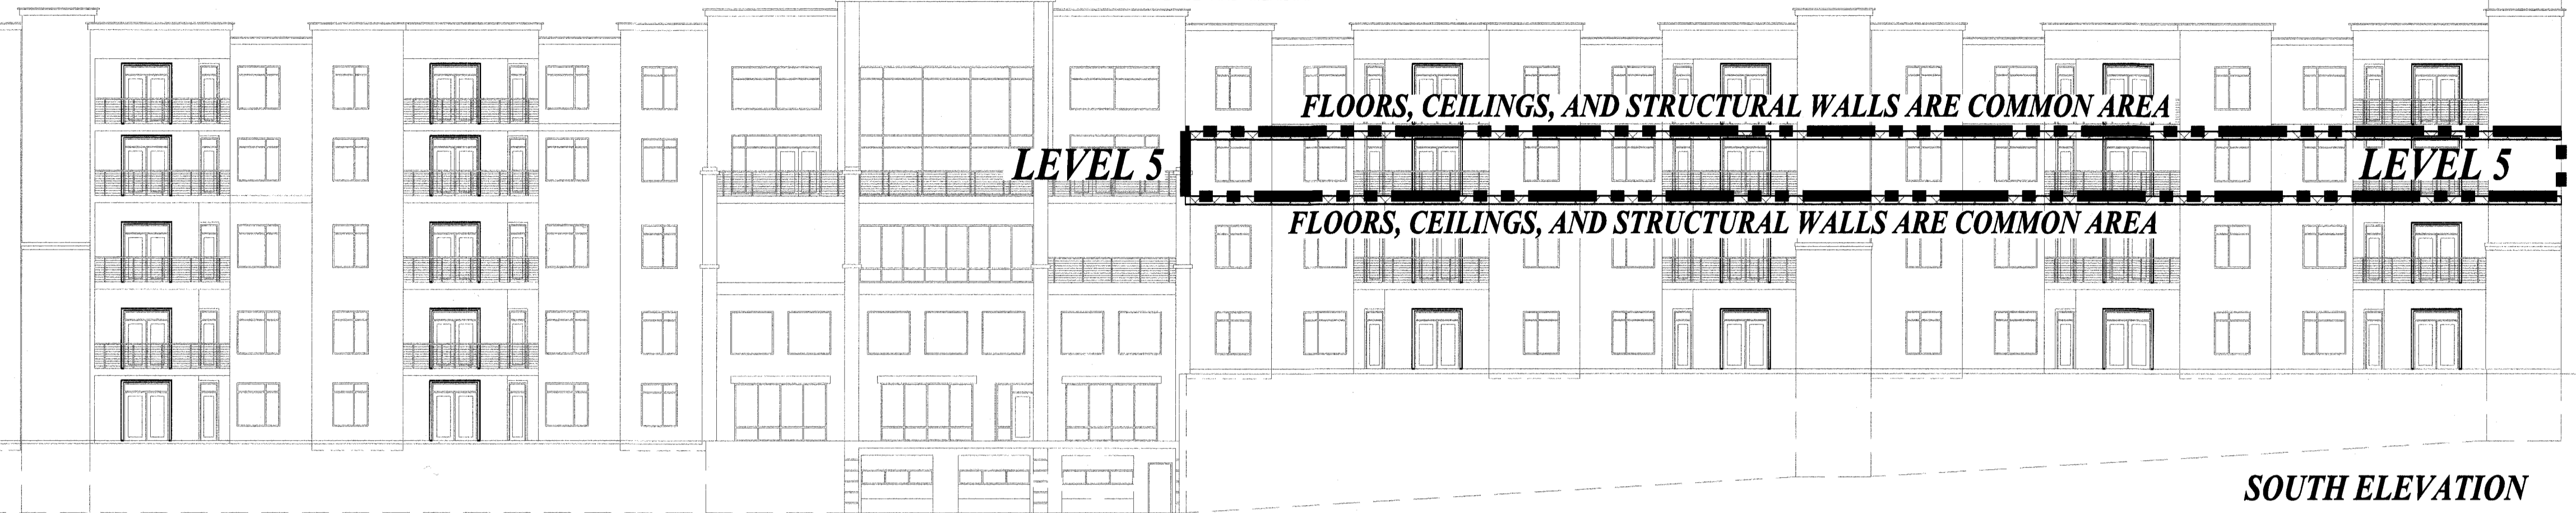 FLOORS, CEILINGS, AND STRUCTURAL WALLS ARE COMMON AREA
LEVEL 5
LEVEL 5
FLOORS, CEILINGS, AND STRUCTURAL WALLS ARE COMMON AREA
SOUTH ELEVATION